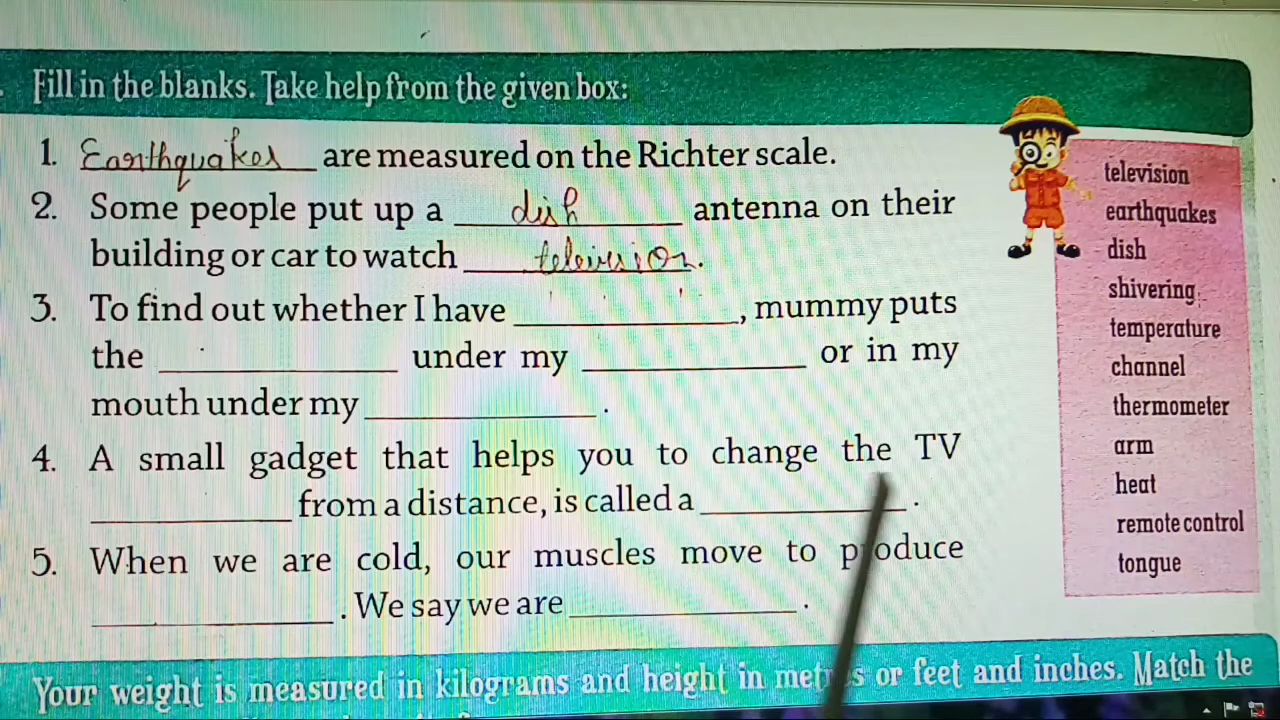 Fill in the blanks. Take help from the given box:
1. Earthquakes are measured on the Richter scale.
2. Some people put up a dish antenna on their
building or car to watch television.
3. To find out whether I have ____________, mummy puts
the ____________ under my ____________ or in my
mouth under my ____________.
4. A small gadget that helps you to change the TV
____________ from a distance, is called a ____________.
5. When we are cold, our muscles move to produce
____________. We say we are ____________.
television
earthquakes
dish
shivering
temperature
channel
thermometer
arm
heat
remote control
tongue
Your weight is measured in kilograms and height in metres or feet and inches. Match the